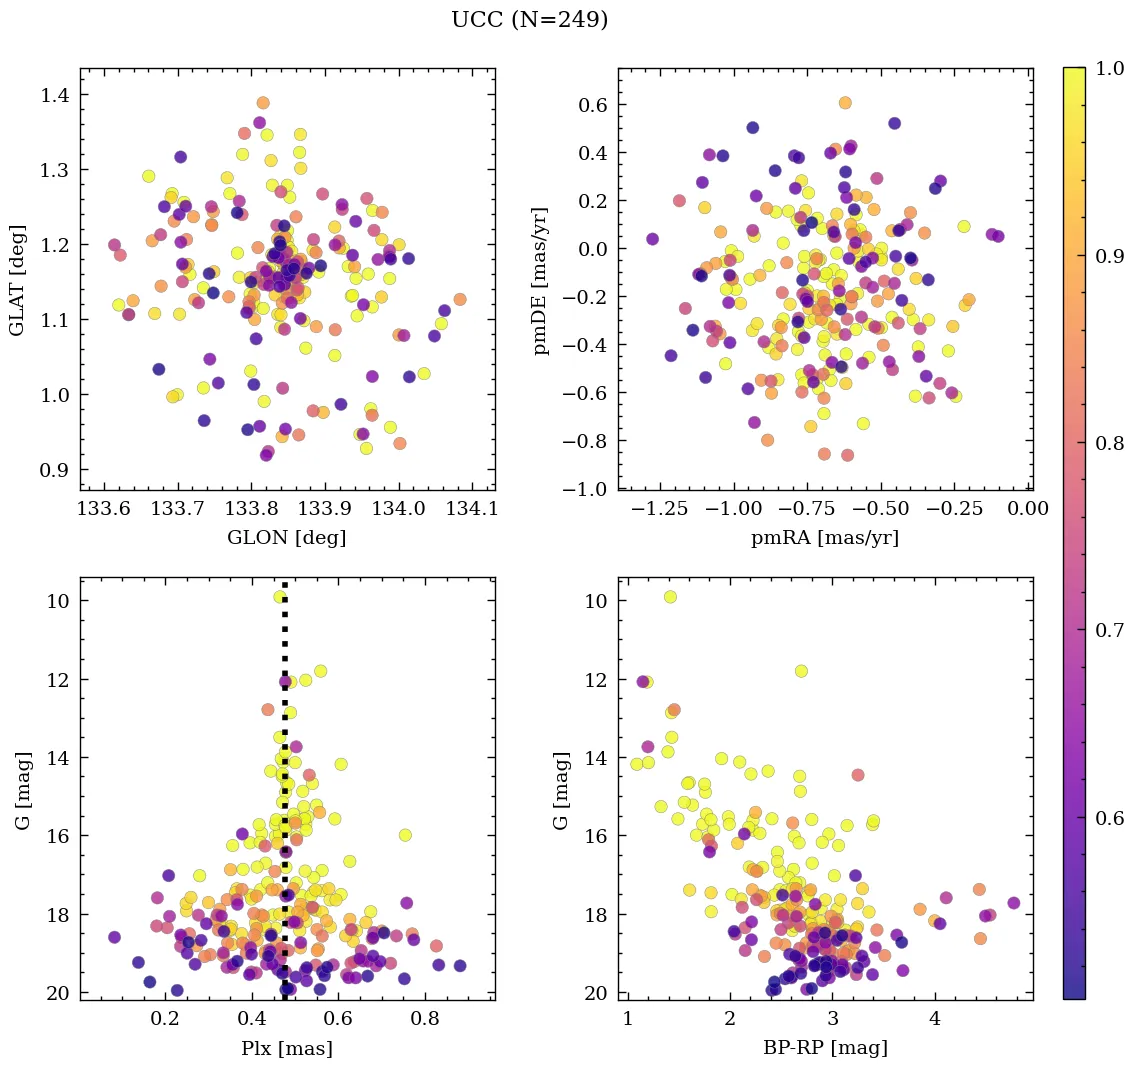 UCC (N=249)
1.4
1.3
1.2
1.1
1.0
0.9
GLAT [deg]
133.6 133.7 133.8 133.9 134.0 134.1
GLON [deg]
0.6
0.4
0.2
0.0
−0.2
−0.4
−0.6
−0.8
−1.0
pmDE [mas/yr]
−1.25 −1.00 −0.75 −0.50 −0.25 0.00
pmRA [mas/yr]
10
12
14
16
18
20
G [mag]
0.2 0.4 0.6 0.8
Plx [mas]
10
12
14
16
18
20
G [mag]
1 2 3 4
BP-RP [mag]
1.0
0.9
0.8
0.7
0.6